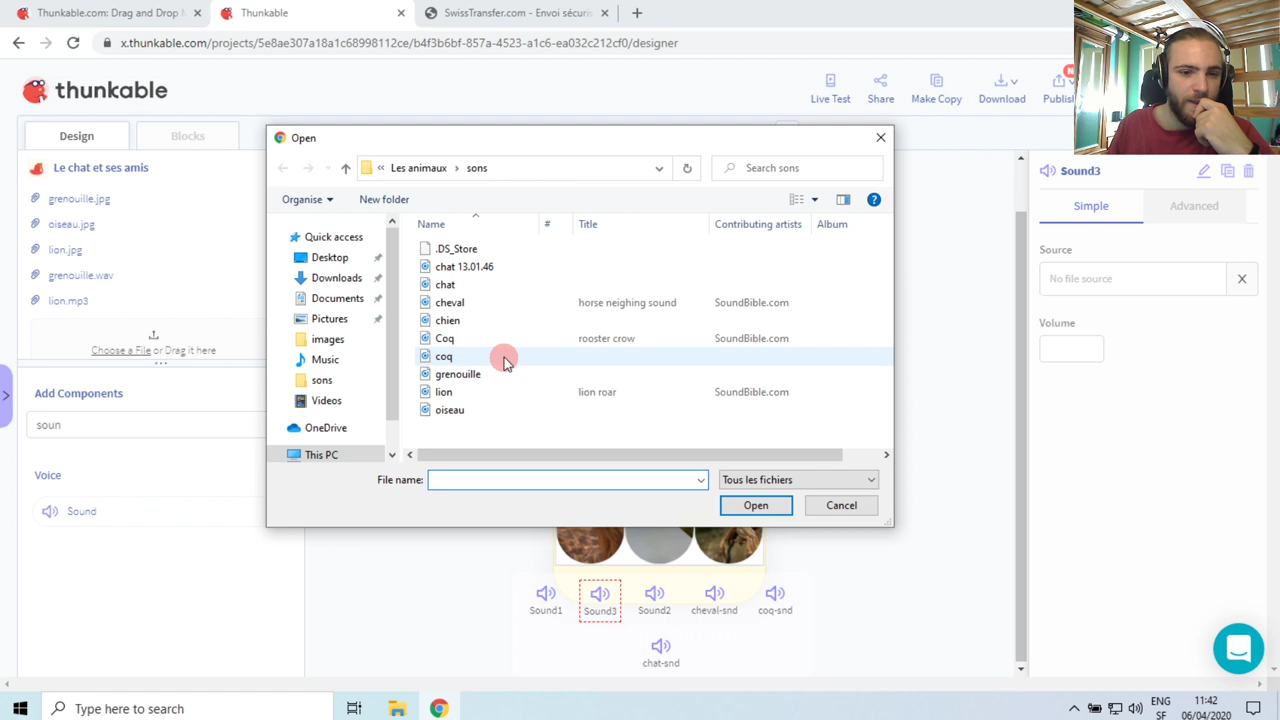 Thunkable.com: Drag and Drop M
Thunkable
SwissTransfer.com - Envoi sécuris
x.thunkable.com/projects/5e8ae307a18a1c68998112ce/b4f3b6bf-857a-4523-a1c6-ea032c212cf0/designer
thunkable
Live Test
Share
Make Copy
Download
Publish
N
Design
Blocks
Le chat et ses amis
grenouille.jpg
oiseau.jpg
lion.jpg
grenouille.wav
lion.mp3
Choose a File or Drag it here
Add Components
soun
Voice
Sound
Open
« Les animaux > sons
Search sons
Organise
New folder
Quick access
Desktop
Downloads
Documents
Pictures
images
Music
sons
Videos
OneDrive
This PC
Name # Title Contributing artists Album
.DS_Store
chat 13.01.46
chat
cheval horse neighing sound SoundBible.com
chien
Coq rooster crow SoundBible.com
coq
grenouille
lion lion roar SoundBible.com
oiseau
File name:
Tous les fichiers
Open
Cancel
Sound1
Sound3
Sound2
cheval-snd
coq-snd
chat-snd
Sound3
Simple
Advanced
Source
No file source
Volume
Type here to search
ENG
SF
11:42
06/04/2020